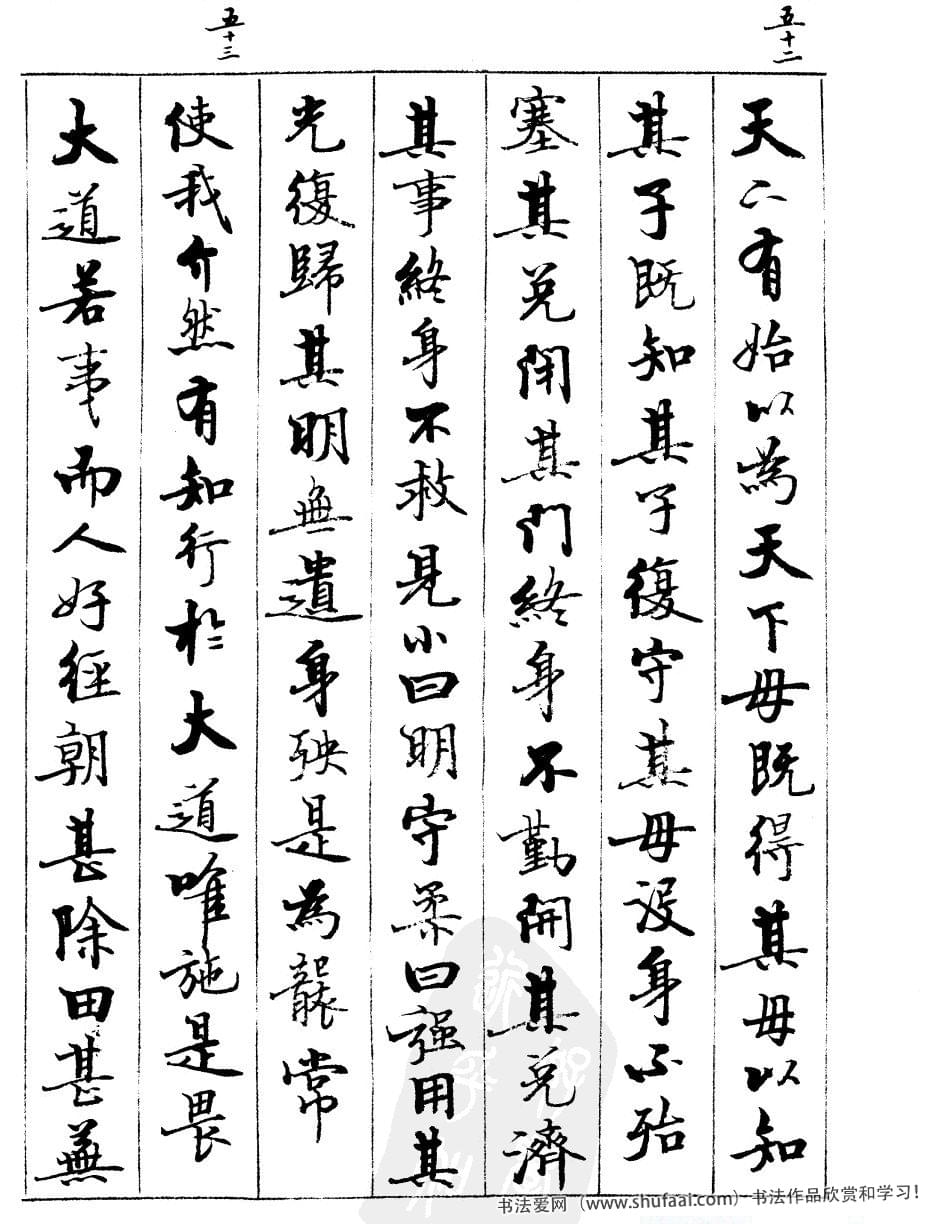 五十二
天下有始以為天下母既得其母以知
其子既知其子復守其母没身不殆
塞其兑閉其門終身不勤開其兑濟
其事終身不救見小曰明守柔曰强用其
光復歸其明無遺身殃是為襲常
五十三
使我介然有知行於大道唯施是畏
大道若夷而人好徑朝甚除田甚蕪
书法爱网（www.shufaai.com）书法作品欣赏和学习！